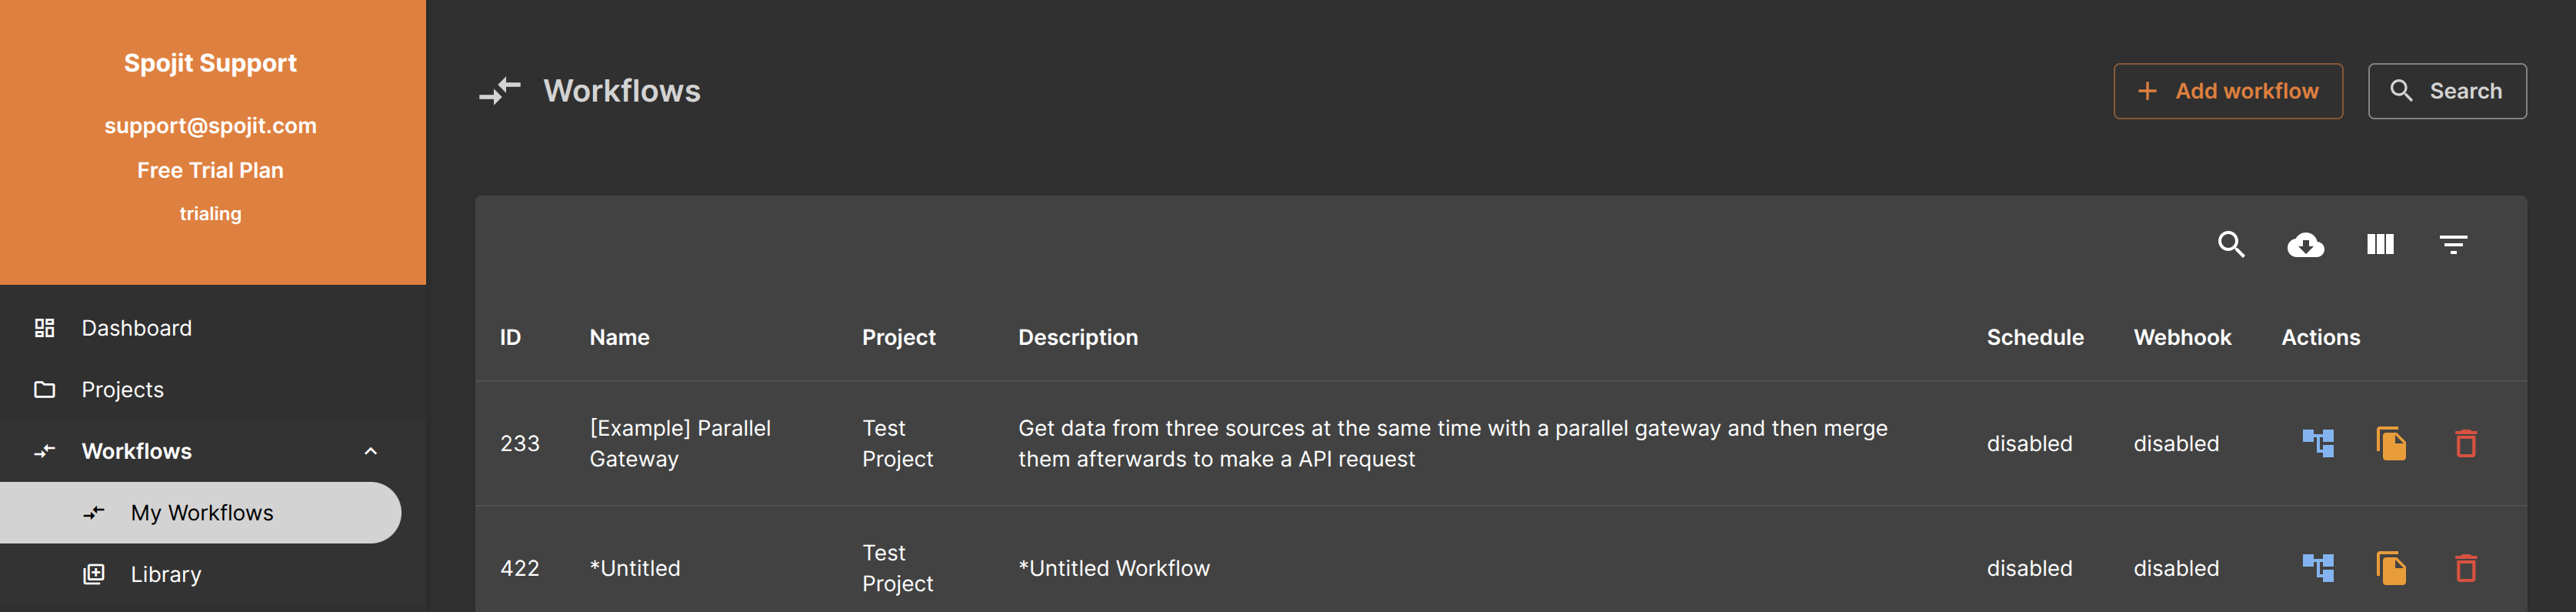 Spojit Support
support@spojit.com
Free Trial Plan
trialing
Dashboard
Projects
Workflows
My Workflows
Library
Workflows
Add workflow
Search
ID Name Project Description Schedule Webhook Actions
233 [Example] Parallel Gateway Test Project Get data from three sources at the same time with a parallel gateway and then merge them afterwards to make a API request disabled disabled
422 *Untitled Test Project *Untitled Workflow disabled disabled